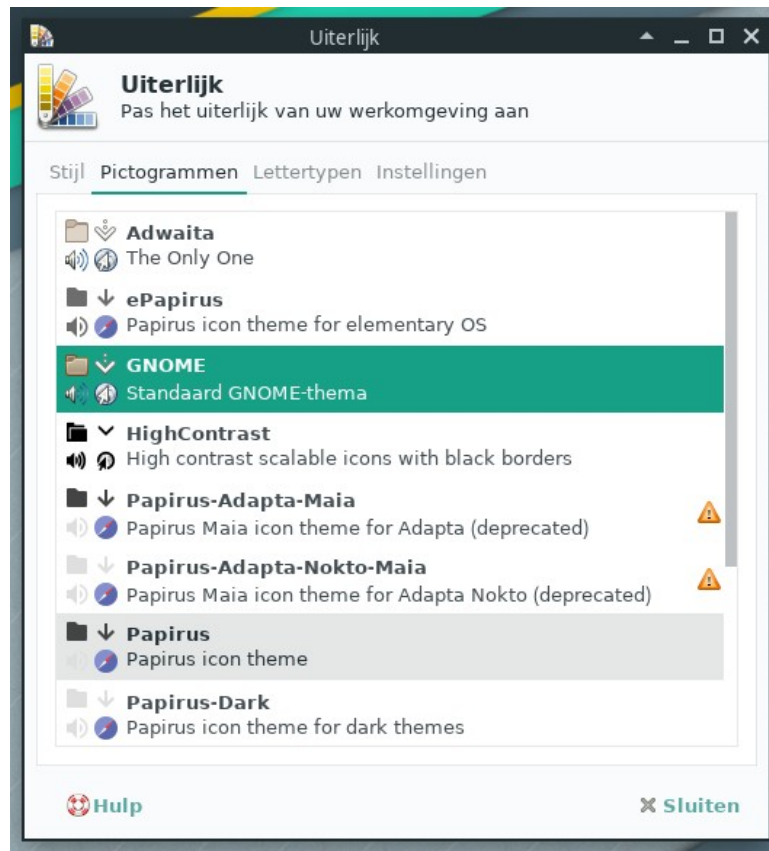 Uiterlijk
Uiterlijk
Pas het uiterlijk van uw werkomgeving aan
Stijl Pictogrammen Lettertypen Instellingen
Adwaita
The Only One
ePapirus
Papirus icon theme for elementary OS
GNOME
Standaard GNOME-thema
HighContrast
High contrast scalable icons with black borders
Papirus-Adapta-Maia
Papirus Maia icon theme for Adapta (deprecated)
Papirus-Adapta-Nokto-Maia
Papirus Maia icon theme for Adapta Nokto (deprecated)
Papirus
Papirus icon theme
Papirus-Dark
Papirus icon theme for dark themes
Hulp Sluiten